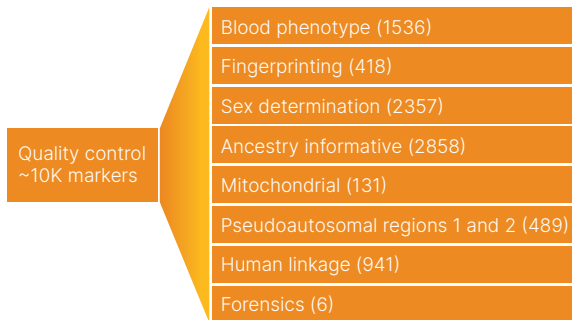 Quality control
~10K markers
Blood phenotype (1536)
Fingerprinting (418)
Sex determination (2357)
Ancestry informative (2858)
Mitochondrial (131)
Pseudoautosomal regions 1 and 2 (489)
Human linkage (941)
Forensics (6)